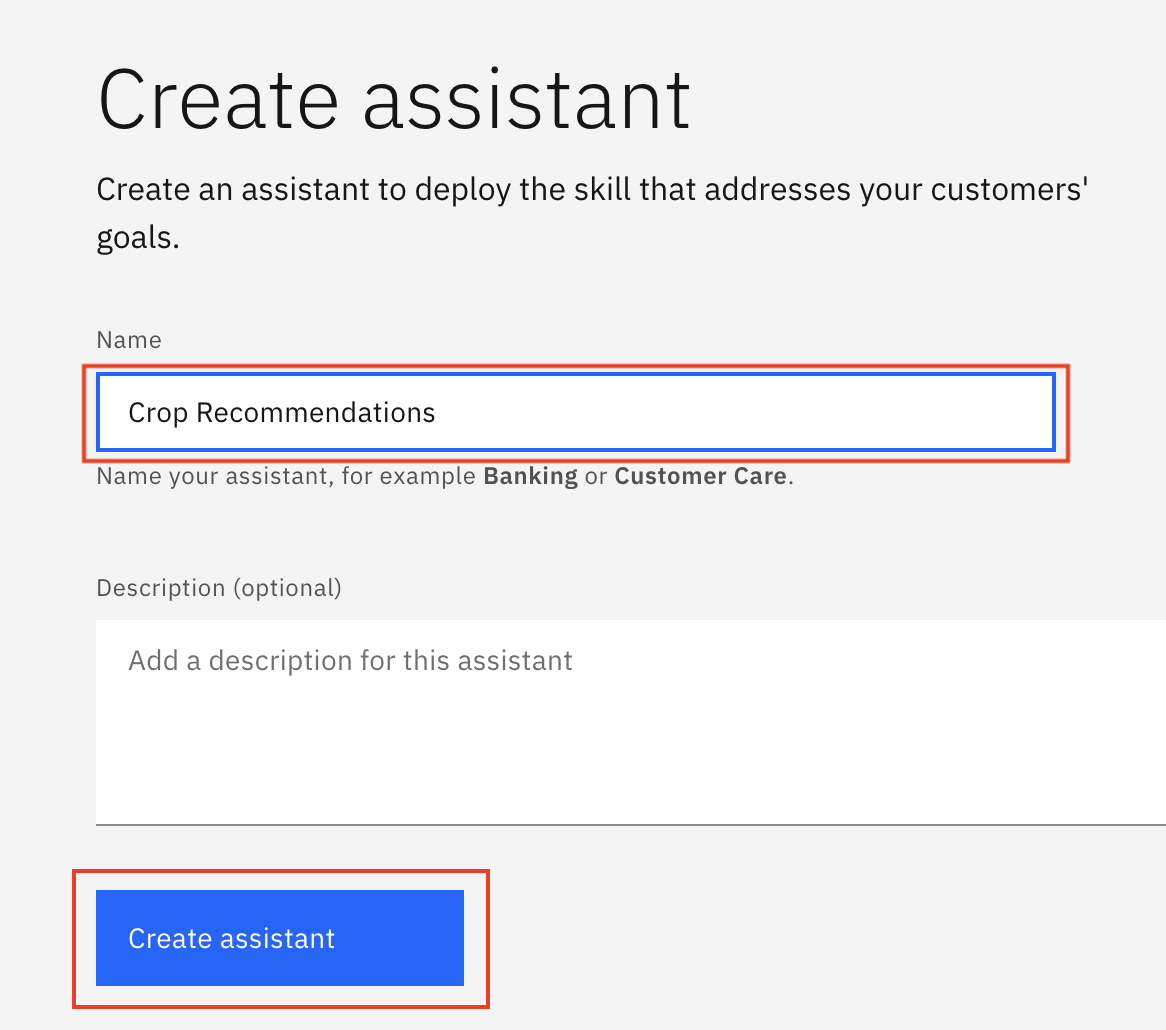 Create assistant
Create an assistant to deploy the skill that addresses your customers'
goals.
Name
Crop Recommendations
Name your assistant, for example Banking or Customer Care.
Description (optional)
Add a description for this assistant
Create assistant